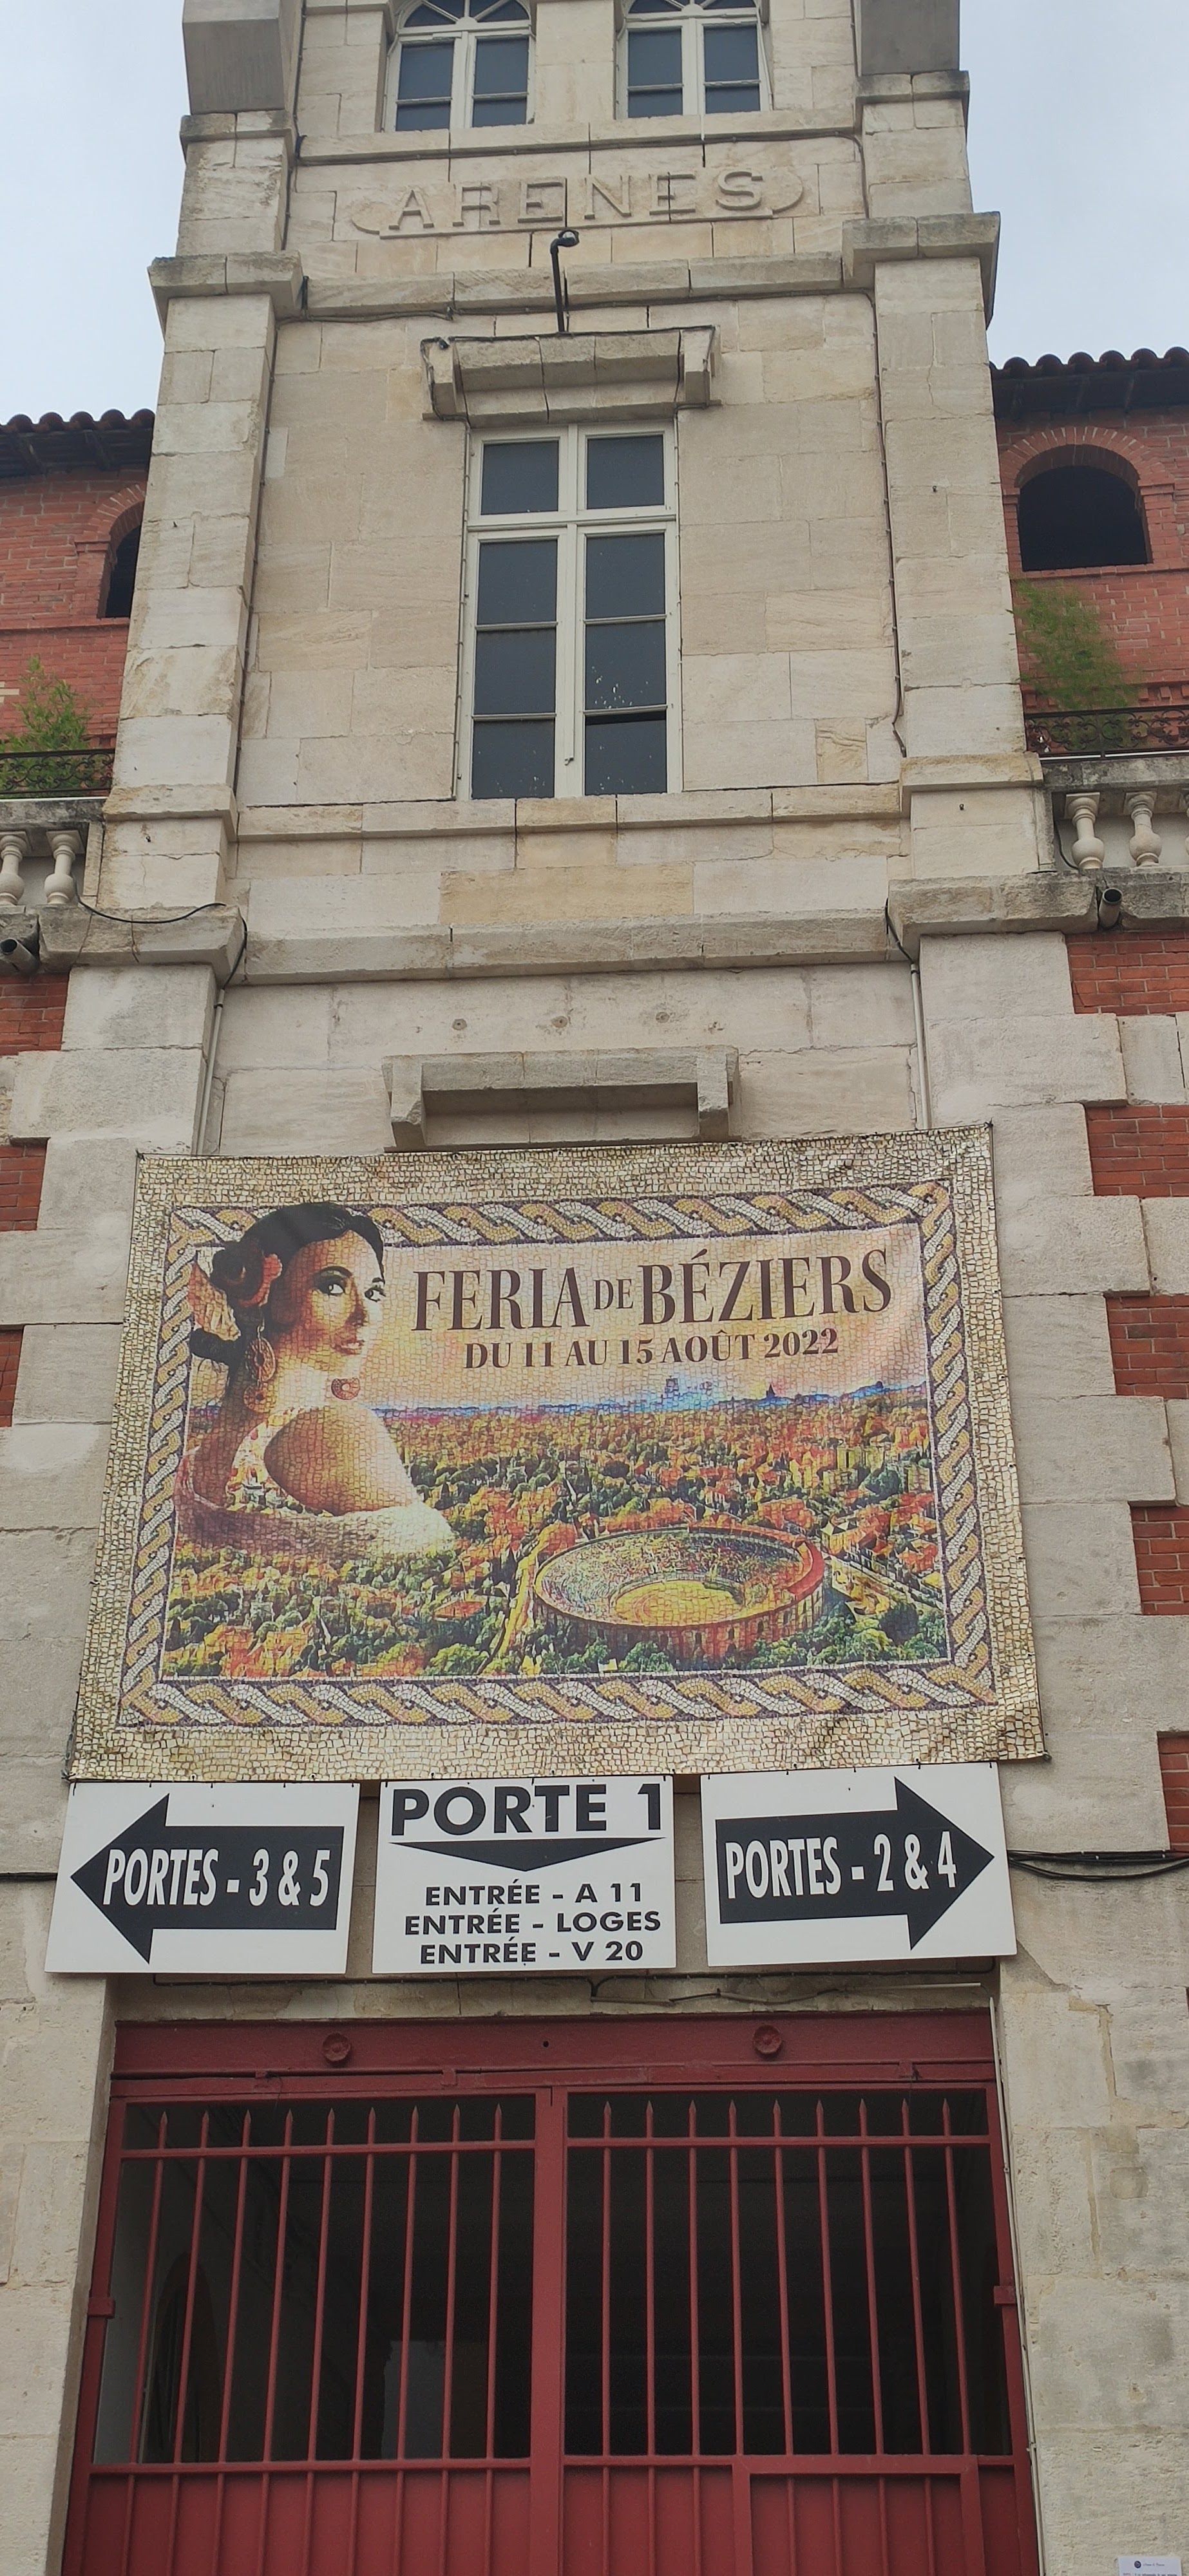 ARENES
FERIA DE BÉZIERS
DU 11 AU 15 AOÛT 2022
PORTES - 3 & 5
PORTE 1
ENTRÉE - A 11
ENTRÉE - LOGES
ENTRÉE - V 20
PORTES - 2 & 4